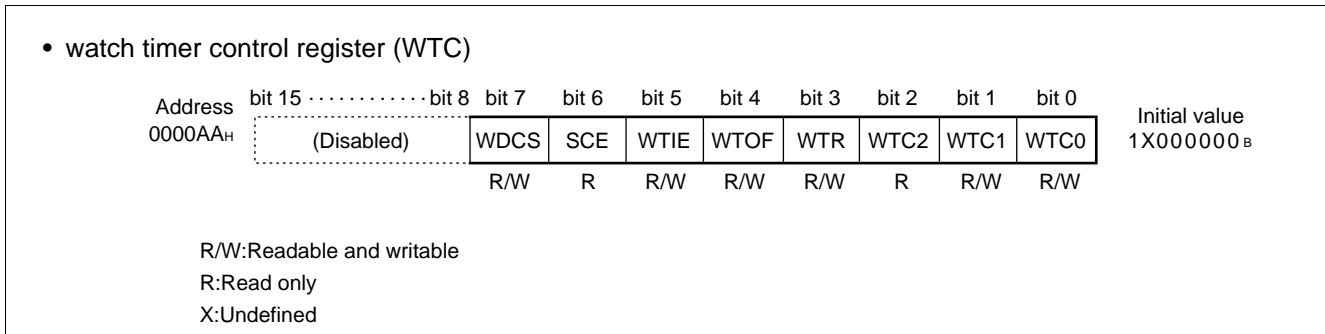 • watch timer control register (WTC)
Address bit 15 ············ bit 8 bit 7 bit 6 bit 5 bit 4 bit 3 bit 2 bit 1 bit 0 Initial value
0000AAH (Disabled) WDCS SCE WTIE WTOF WTR WTC2 WTC1 WTC0 1X000000B
R/W R R/W R/W R/W R R/W R/W
R/W:Readable and writable
R:Read only
X:Undefined